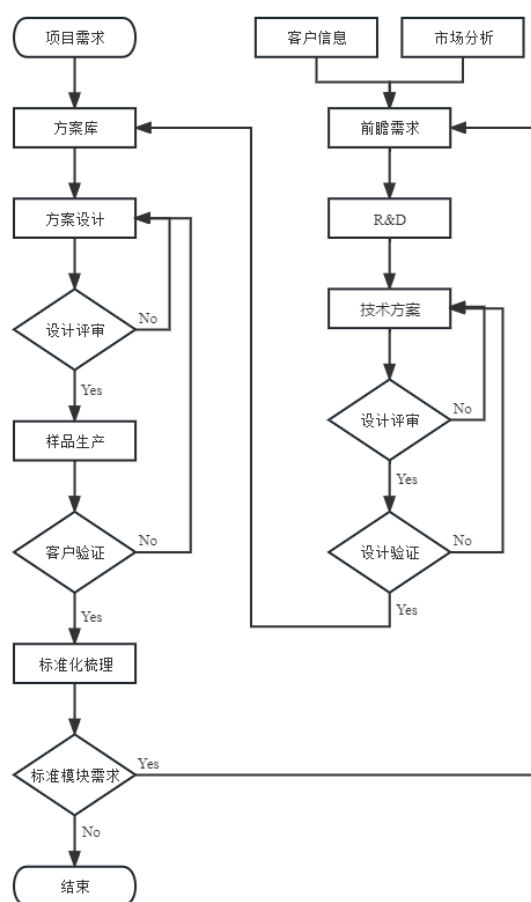 项目需求
方案库
方案设计
设计评审
No
Yes
样品生产
客户验证
No
Yes
标准化梳理
标准模块需求
Yes
No
结束
客户信息
市场分析
前瞻需求
R&D
技术方案
设计评审
No
Yes
设计验证
No
Yes